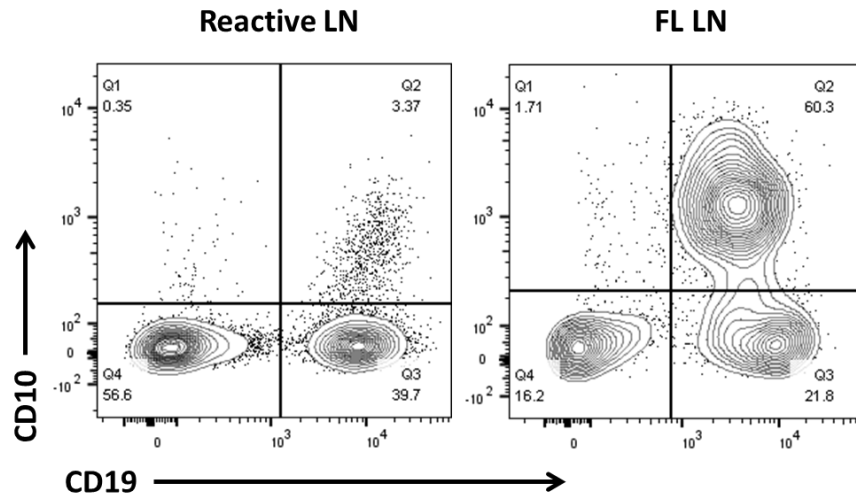 Reactive LN
FL LN
Q1
0.35
Q2
3.37
Q4
56.6
Q3
39.7
10^4
10^3
10^2
0
-10^2
0
10^3
10^4
Q1
1.71
Q2
60.3
Q4
16.2
Q3
21.8
10^4
10^3
10^2
0
-10^2
0
10^3
10^4
CD10
CD19